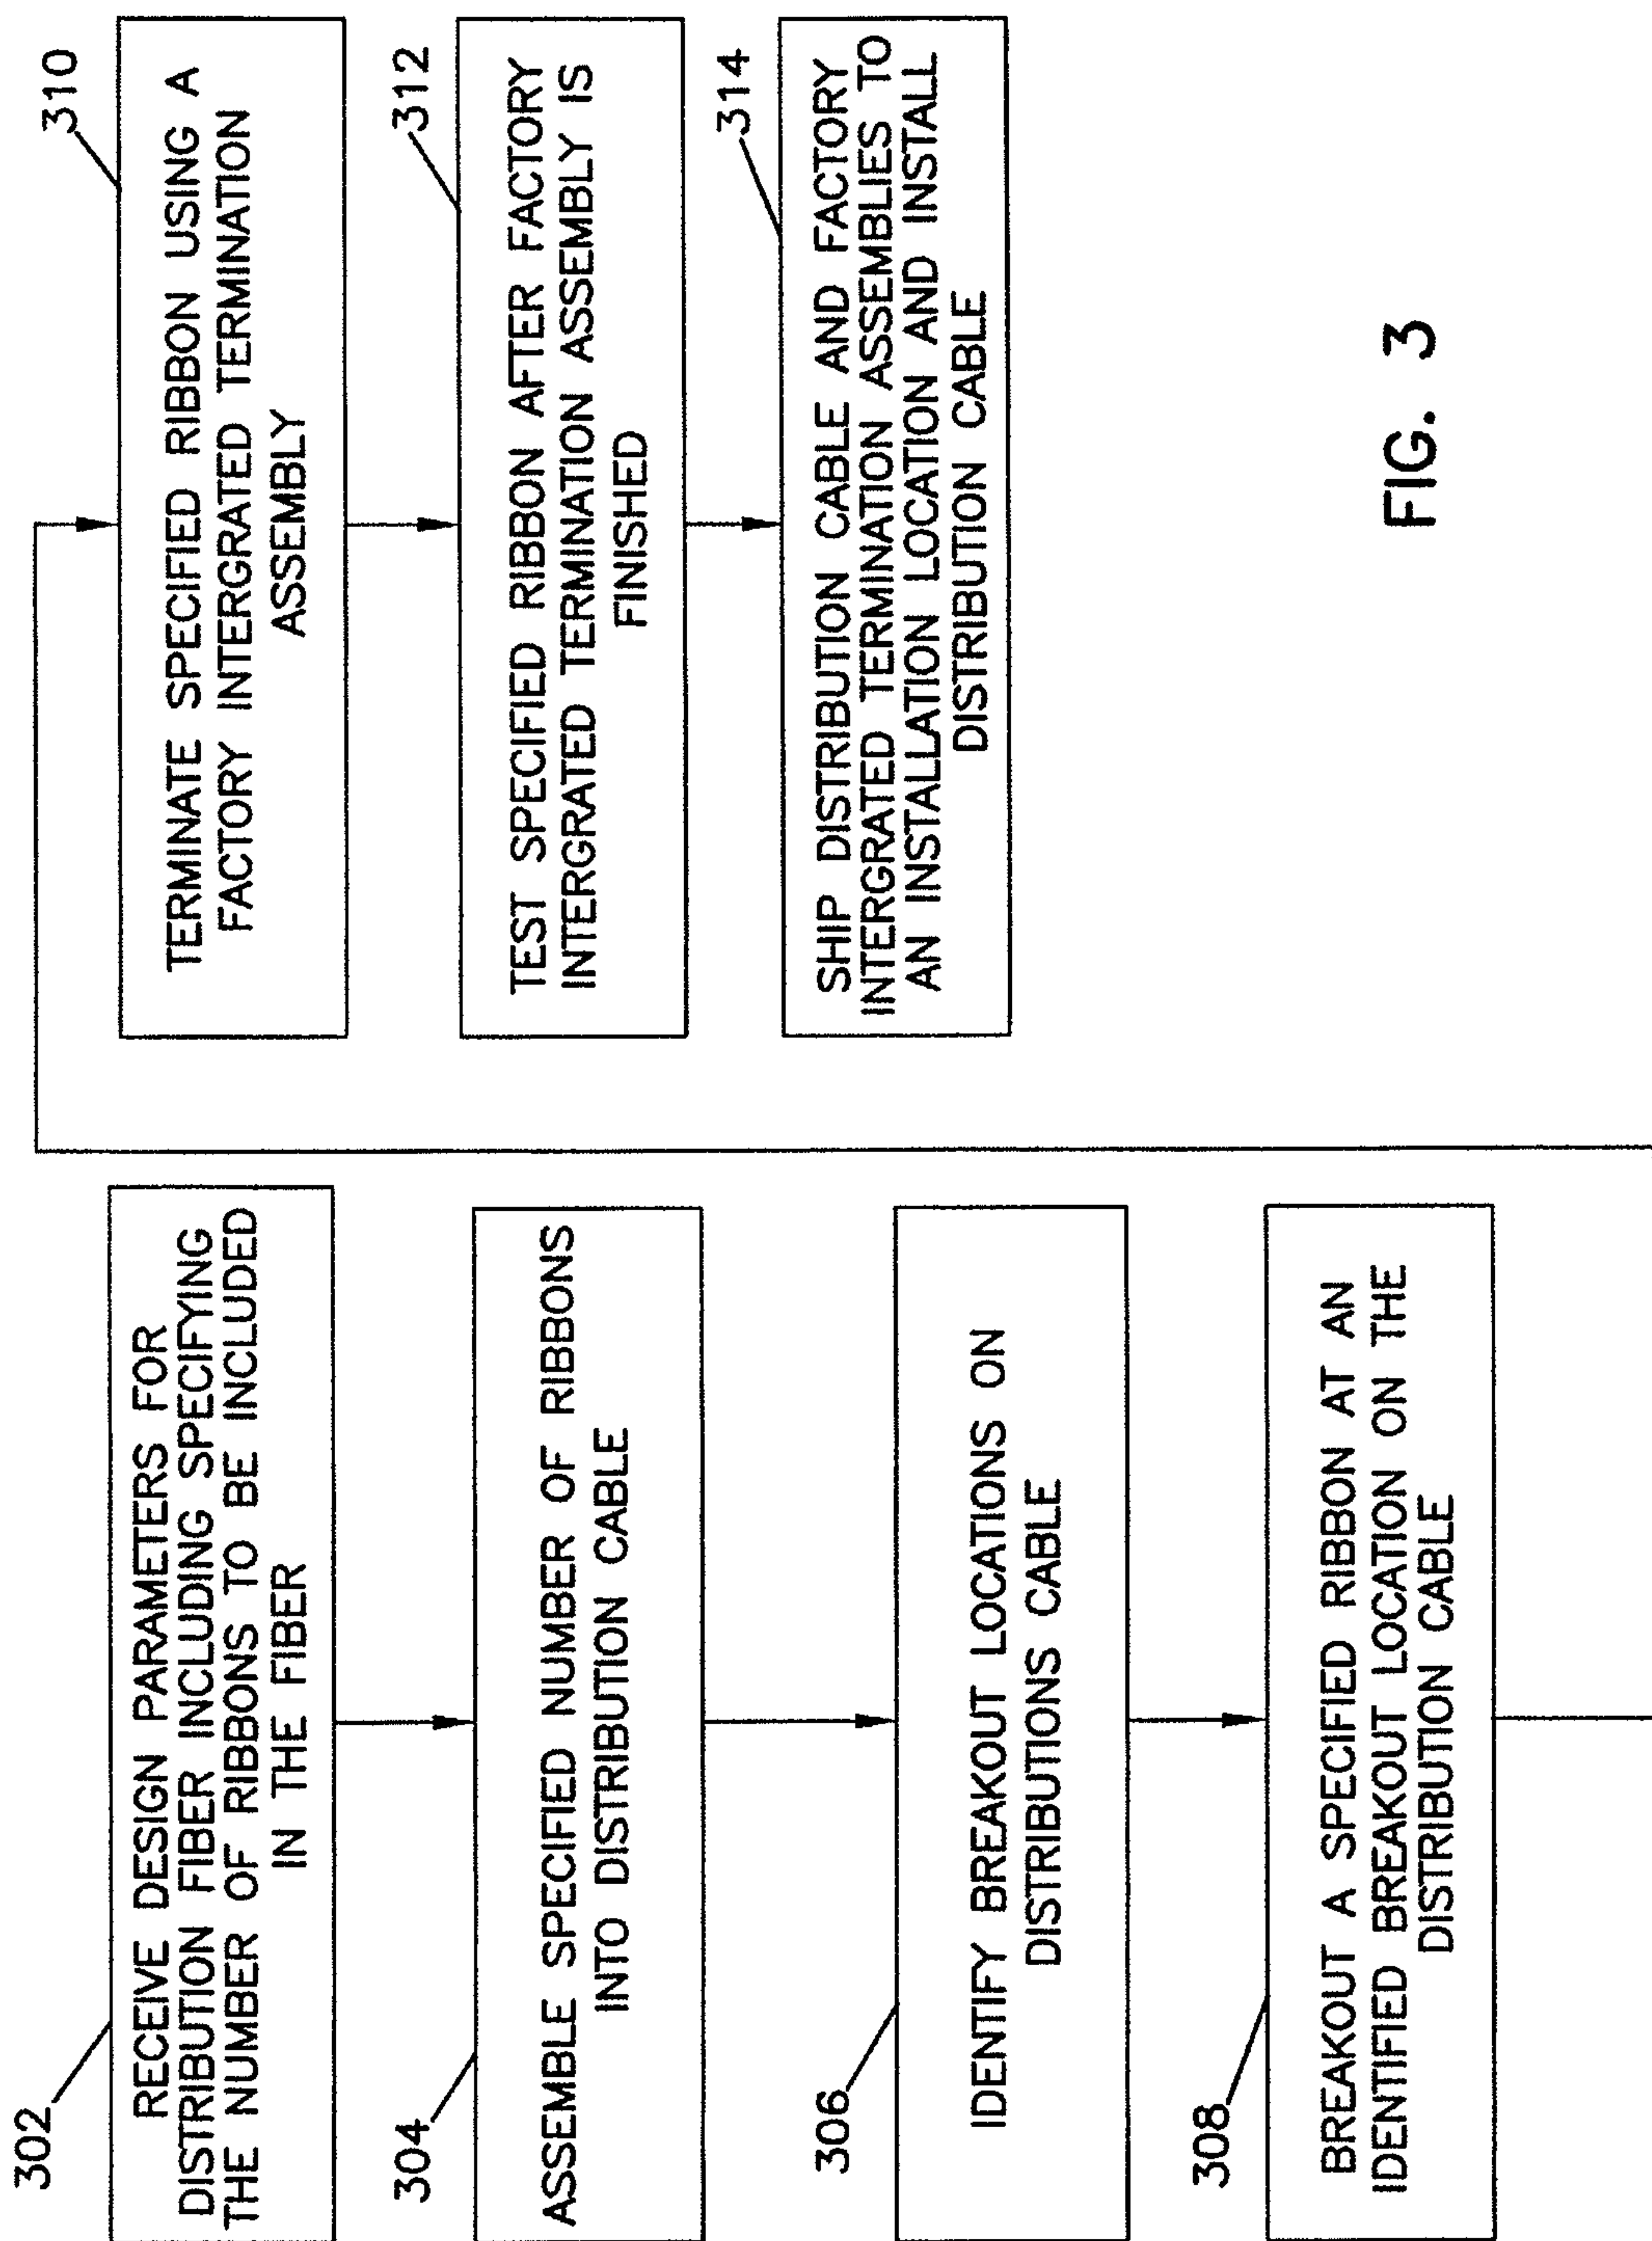 302
RECEIVE DESIGN PARAMETERS FOR
DISTRIBUTION FIBER INCLUDING SPECIFYING
THE NUMBER OF RIBBONS TO BE INCLUDED
IN THE FIBER
304
ASSEMBLE SPECIFIED NUMBER OF RIBBONS
INTO DISTRIBUTION CABLE
306
IDENTIFY BREAKOUT LOCATIONS ON
DISTRIBUTIONS CABLE
308
BREAKOUT A SPECIFIED RIBBON AT AN
IDENTIFIED BREAKOUT LOCATION ON THE
DISTRIBUTION CABLE
310
TERMINATE SPECIFIED RIBBON USING A
FACTORY INTERGRATED TERMINATION
ASSEMBLY
312
TEST SPECIFIED RIBBON AFTER FACTORY
INTERGRATED TERMINATION ASSEMBLY IS
FINISHED
314
SHIP DISTRIBUTION CABLE AND FACTORY
INTERGRATED TERMINATION ASSEMBLIES TO
AN INSTALLATION LOCATION AND INSTALL
DISTRIBUTION CABLE
FIG. 3